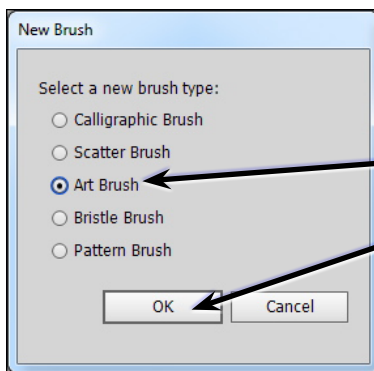 New Brush
Select a new brush type:
Calligraphic Brush
Scatter Brush
Art Brush
Bristle Brush
Pattern Brush
OK Cancel